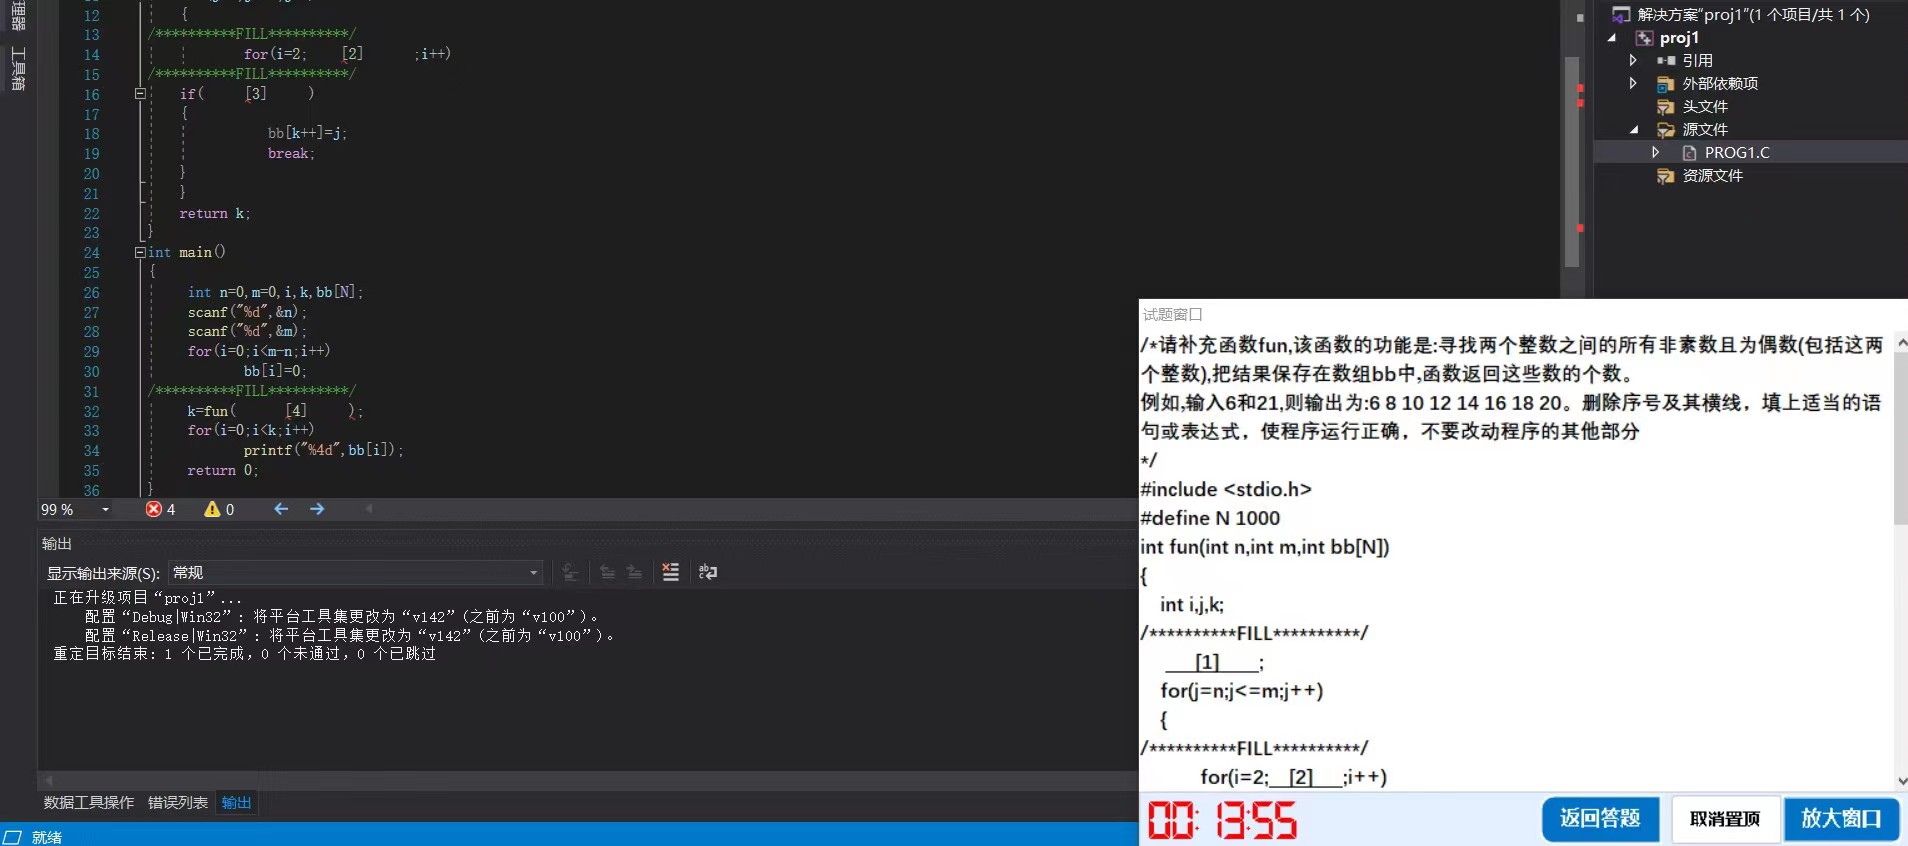 理器
工具箱
12 {
13 /**********FILL**********/
14 for(i=2; [2] ;i++)
15 /**********FILL**********/
16 if( [3] )
17 {
18 bb[k++]=j;
19 break;
20 }
21 }
22 return k;
23 }
24 int main()
25 {
26 int n=0,m=0,i,k,bb[N];
27 scanf("%d",&n);
28 scanf("%d",&m);
29 for(i=0;i<m-n;i++)
30 bb[i]=0;
31 /**********FILL**********/
32 k=fun( [4] );
33 for(i=0;i<k;i++)
34 printf("%4d",bb[i]);
35 return 0;
36 }
99 % 4 0
输出
显示输出来源(S): 常规
正在升级项目“proj1”...
配置“Debug|Win32”: 将平台工具集更改为“v142”(之前为“v100”)。
配置“Release|Win32”: 将平台工具集更改为“v142”(之前为“v100”)。
重定目标结束: 1 个已完成，0 个未通过，0 个已跳过
数据工具操作 错误列表 输出
就绪
解决方案“proj1”(1 个项目/共 1 个)
proj1
引用
外部依赖项
头文件
源文件
PROG1.C
资源文件
试题窗口
/*请补充函数fun,该函数的功能是:寻找两个整数之间的所有非素数且为偶数(包括这两
个整数),把结果保存在数组bb中,函数返回这些数的个数。
例如,输入6和21,则输出为:6 8 10 12 14 16 18 20。删除序号及其横线，填上适当的语
句或表达式，使程序运行正确，不要改动程序的其他部分
*/
#include <stdio.h>
#define N 1000
int fun(int n,int m,int bb[N])
{
int i,j,k;
/**********FILL**********/
___[1]____;
for(j=n;j<=m;j++)
{
/**********FILL**********/
for(i=2;__[2]___;i++)
00:13:55
返回答题 取消置顶 放大窗口